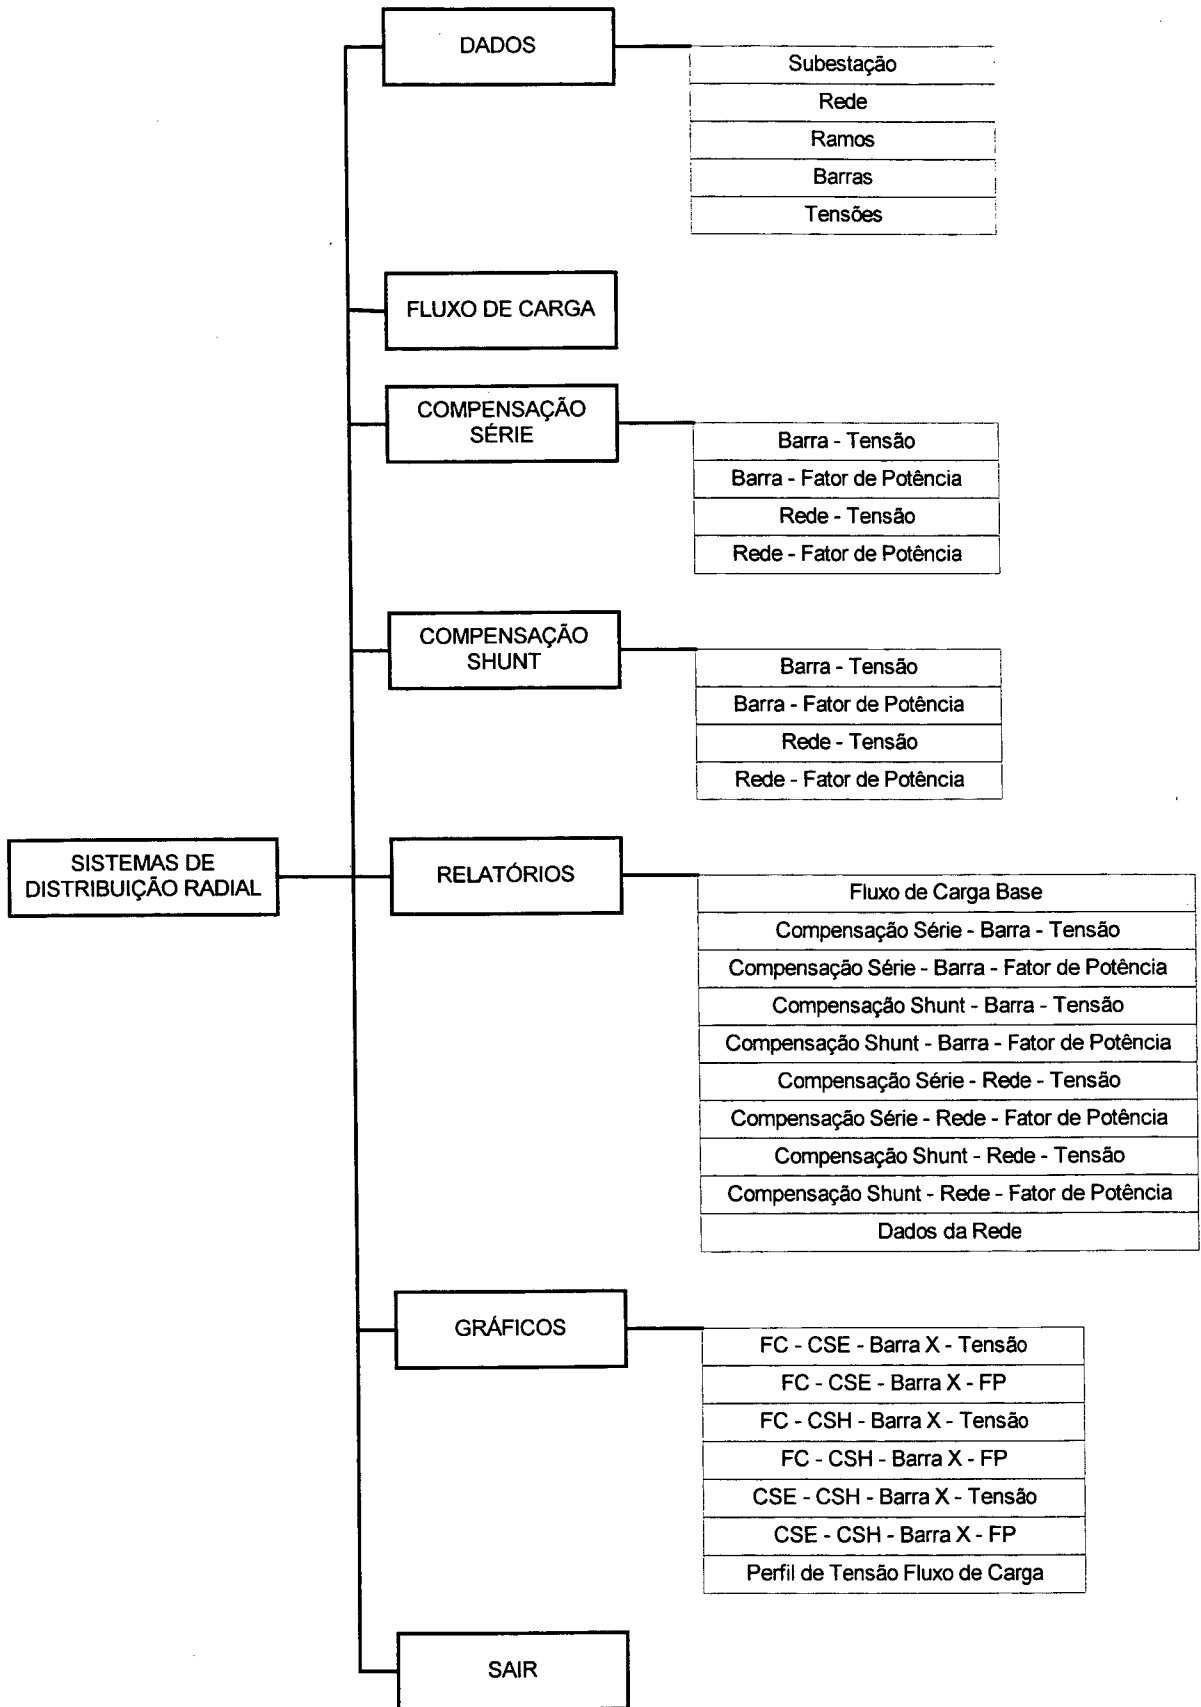 DADOS
Subestação
Rede
Ramos
Barras
Tensões
FLUXO DE CARGA
COMPENSAÇÃO
SÉRIE
Barra - Tensão
Barra - Fator de Potência
Rede - Tensão
Rede - Fator de Potência
COMPENSAÇÃO
SHUNT
Barra - Tensão
Barra - Fator de Potência
Rede - Tensão
Rede - Fator de Potência
SISTEMAS DE
DISTRIBUIÇÃO RADIAL
RELATÓRIOS
Fluxo de Carga Base
Compensação Série - Barra - Tensão
Compensação Série - Barra - Fator de Potência
Compensação Shunt - Barra - Tensão
Compensação Shunt - Barra - Fator de Potência
Compensação Série - Rede - Tensão
Compensação Série - Rede - Fator de Potência
Compensação Shunt - Rede - Tensão
Compensação Shunt - Rede - Fator de Potência
Dados da Rede
GRÁFICOS
FC - CSE - Barra X - Tensão
FC - CSE - Barra X - FP
FC - CSH - Barra X - Tensão
FC - CSH - Barra X - FP
CSE - CSH - Barra X - Tensão
CSE - CSH - Barra X - FP
Perfil de Tensão Fluxo de Carga
SAIR